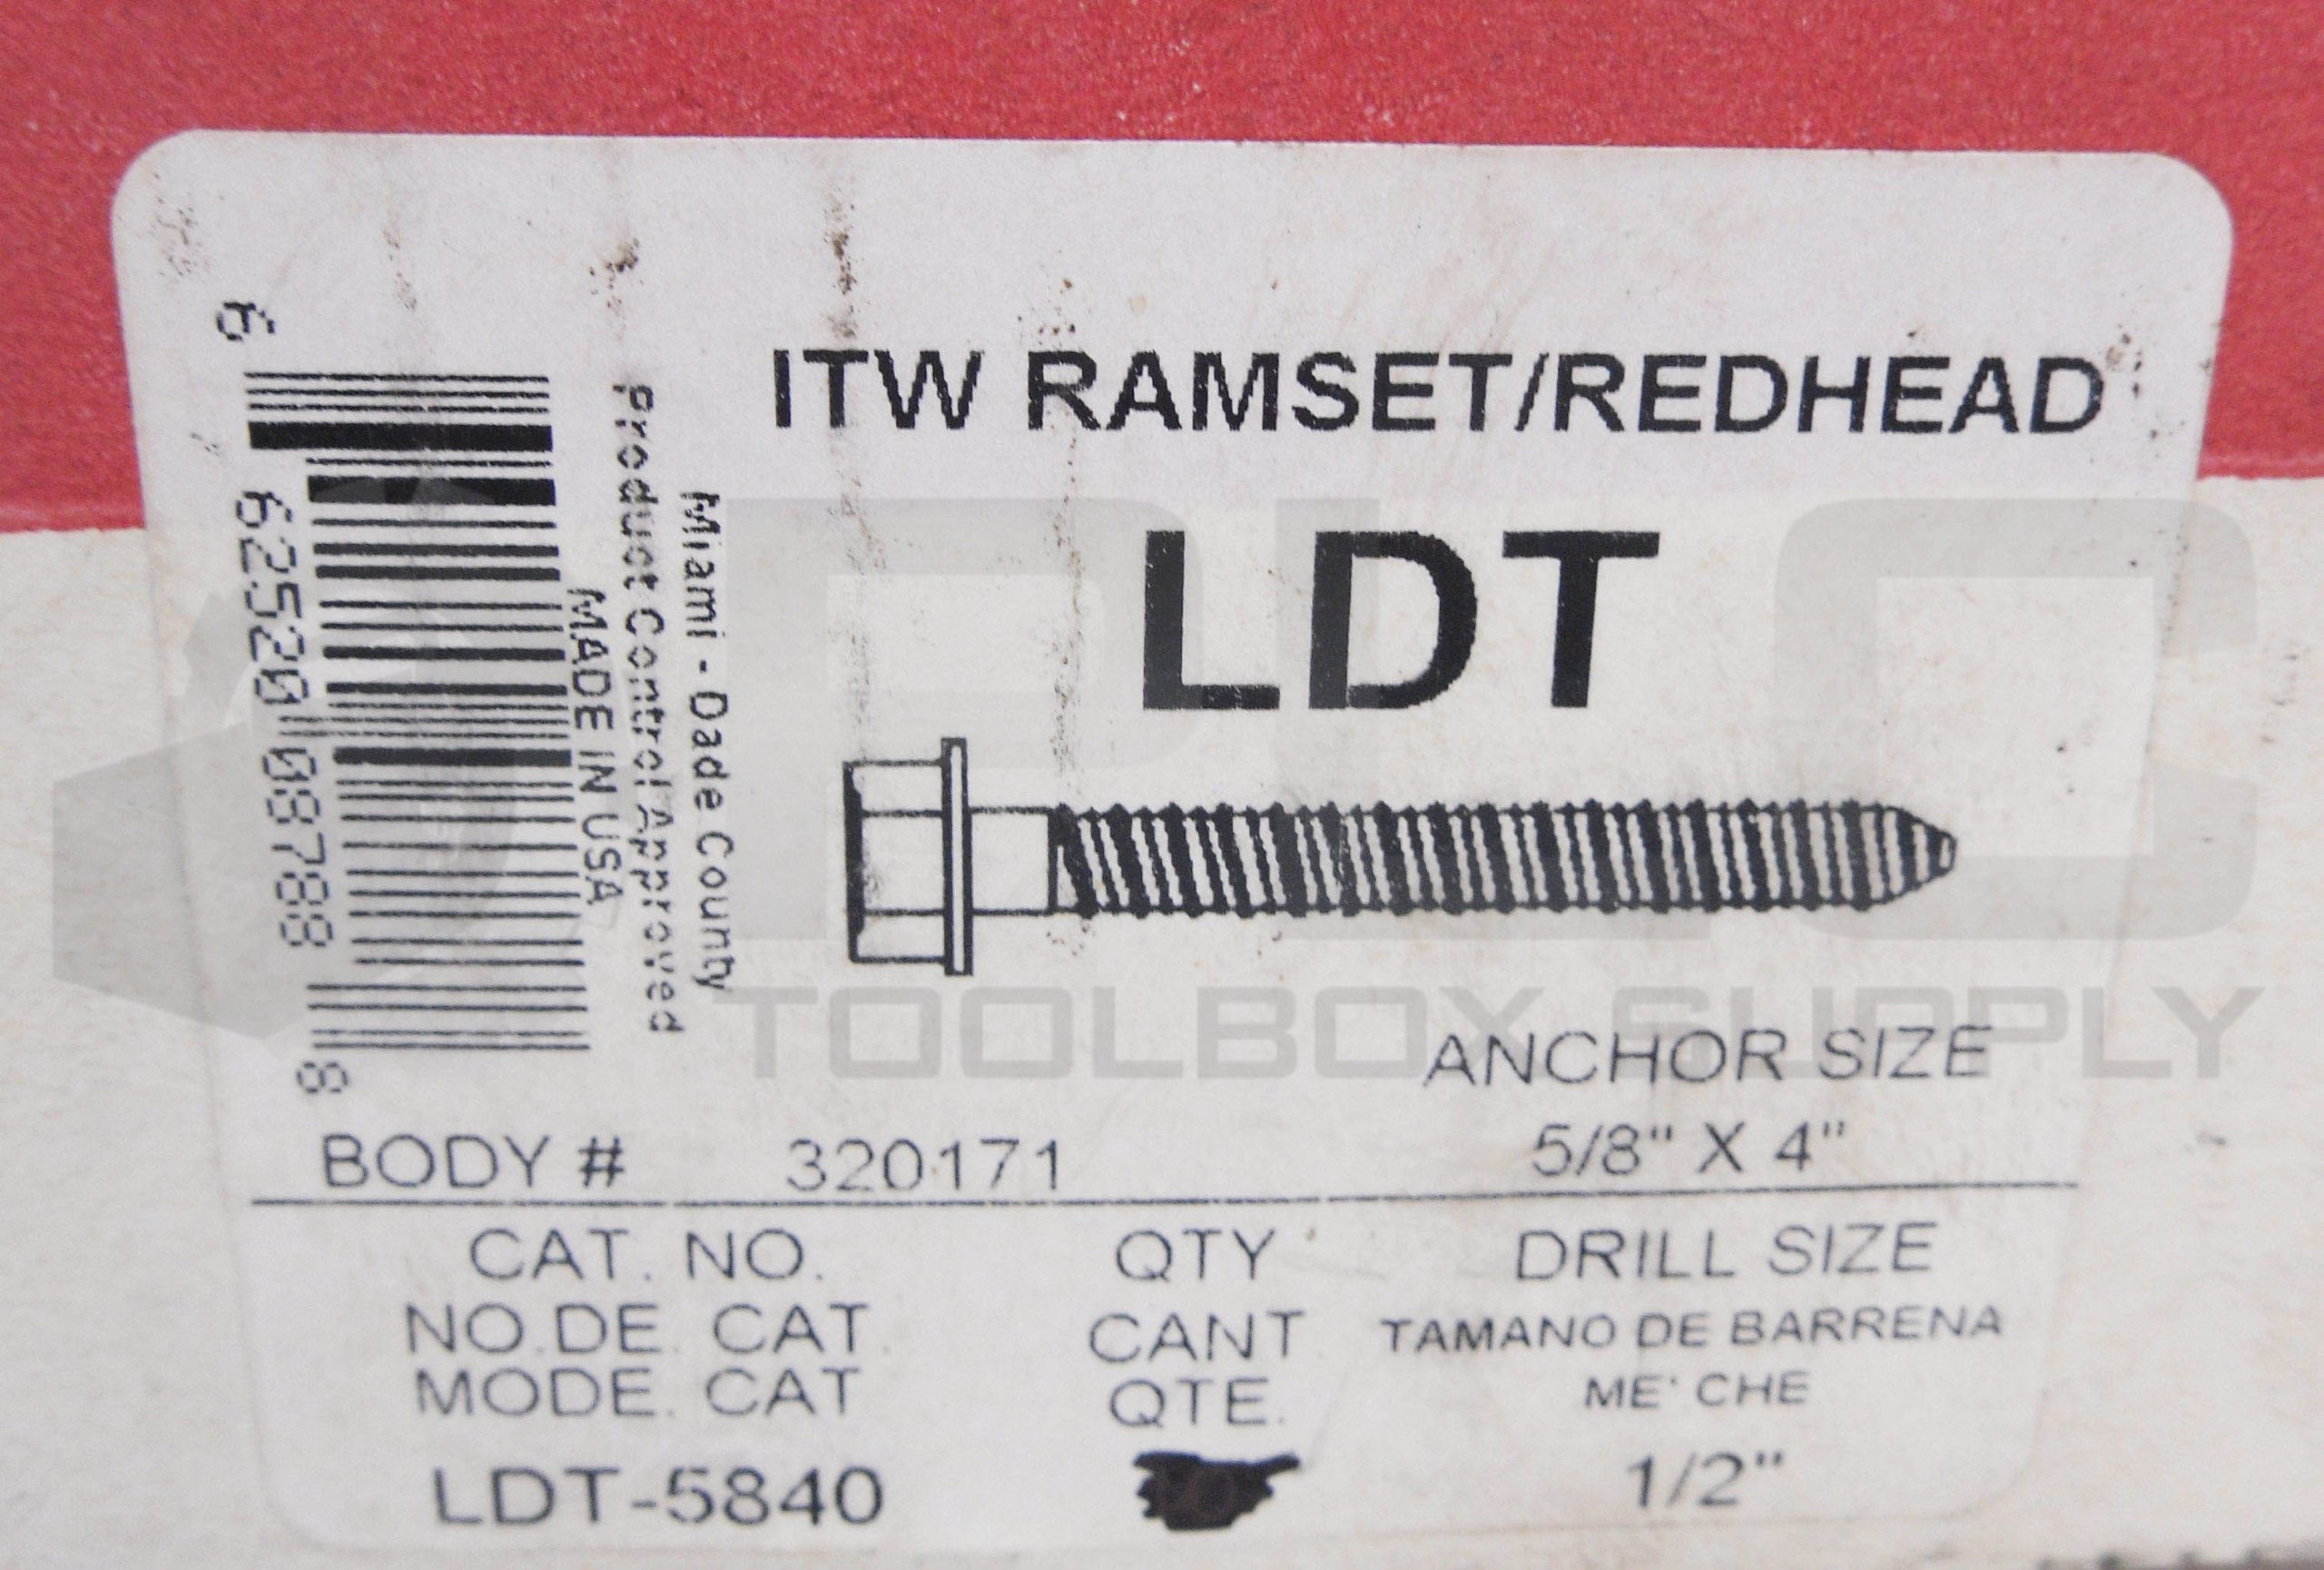 ITW RAMSET/REDHEAD
LDT
6 62520 08788 8
MADE IN USA
Product Control Approved
Miami - Dade County
PLC
TOOLBOX SUPPLY
ANCHOR SIZE
5/8" X 4"
BODY # 320171
CAT. NO. QTY DRILL SIZE
NO.DE. CAT. CANT TAMANO DE BARRENA
MODE. CAT QTE. ME' CHE
LDT-5840 1/2"